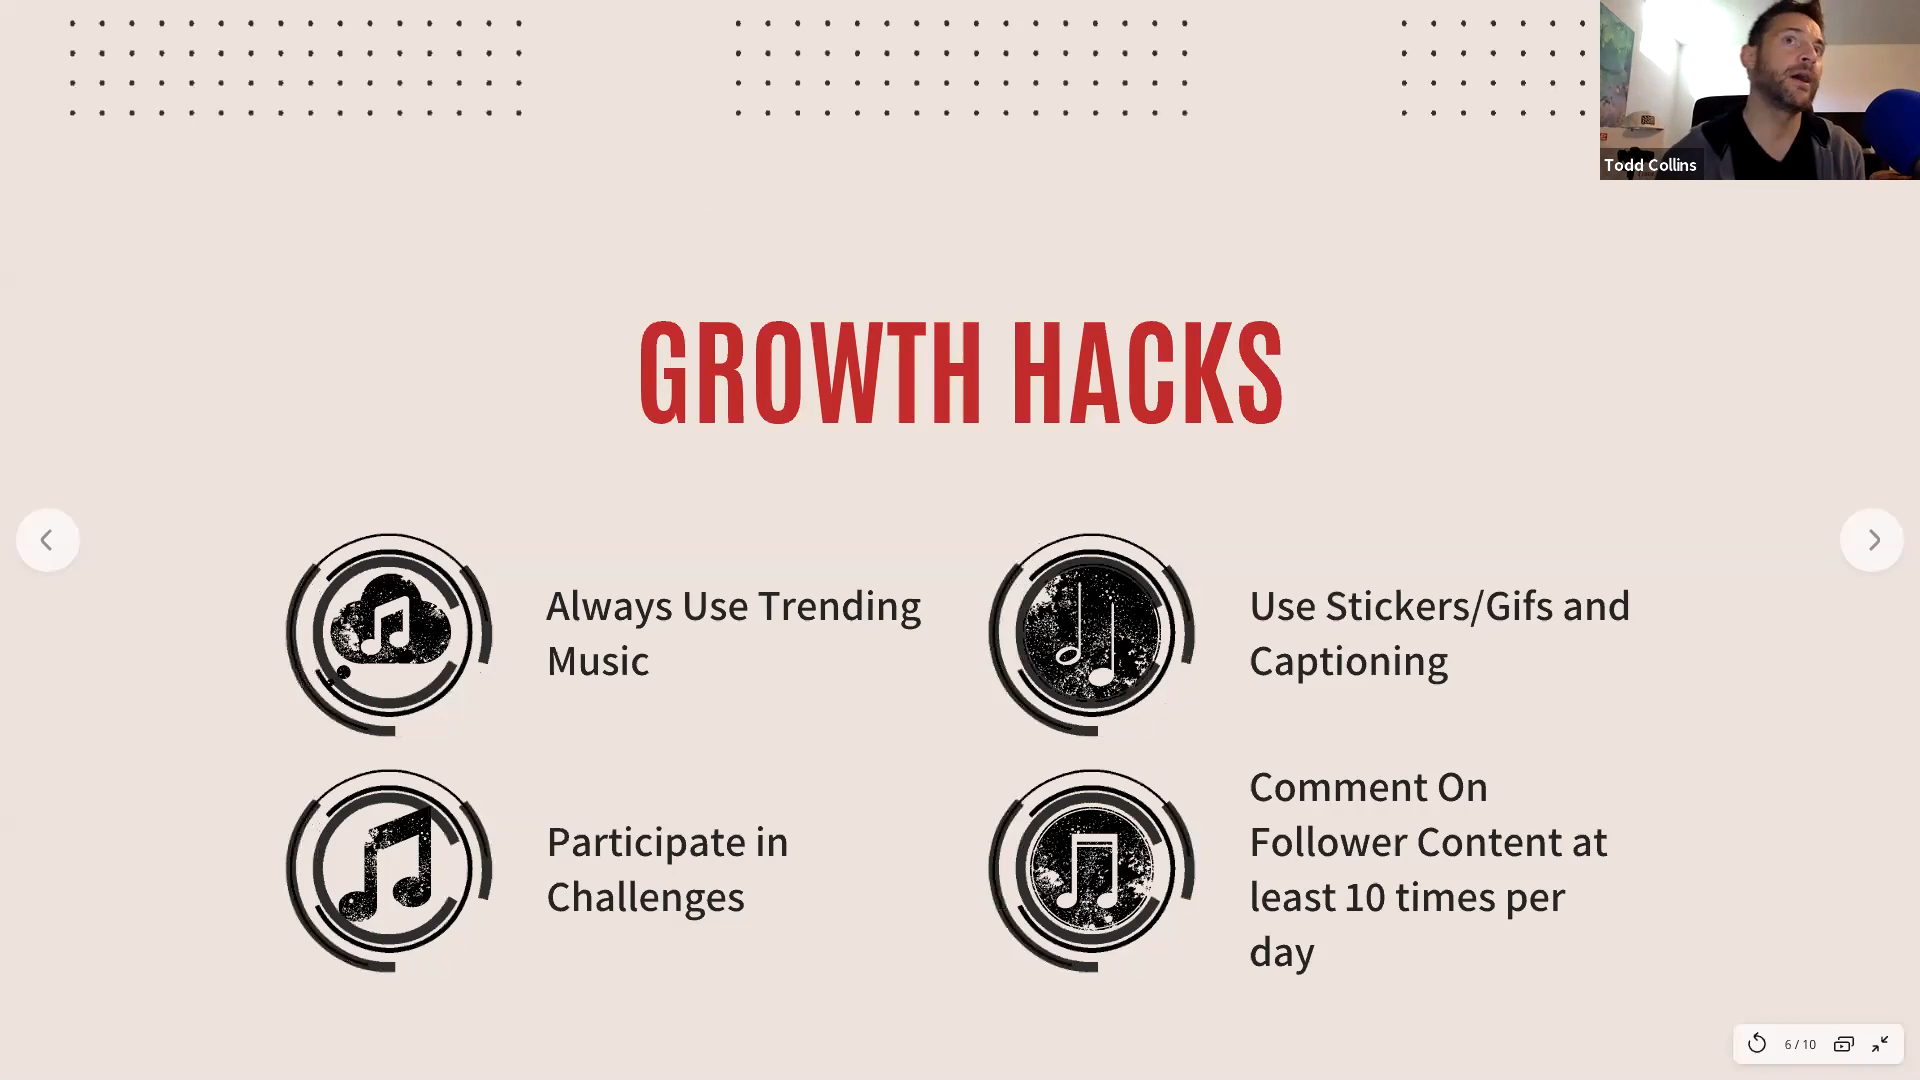 Todd Collins
GROWTH HACKS
Always Use Trending
Music
Use Stickers/Gifs and
Captioning
Participate in
Challenges
Comment On
Follower Content at
least 10 times per
day
6 / 10